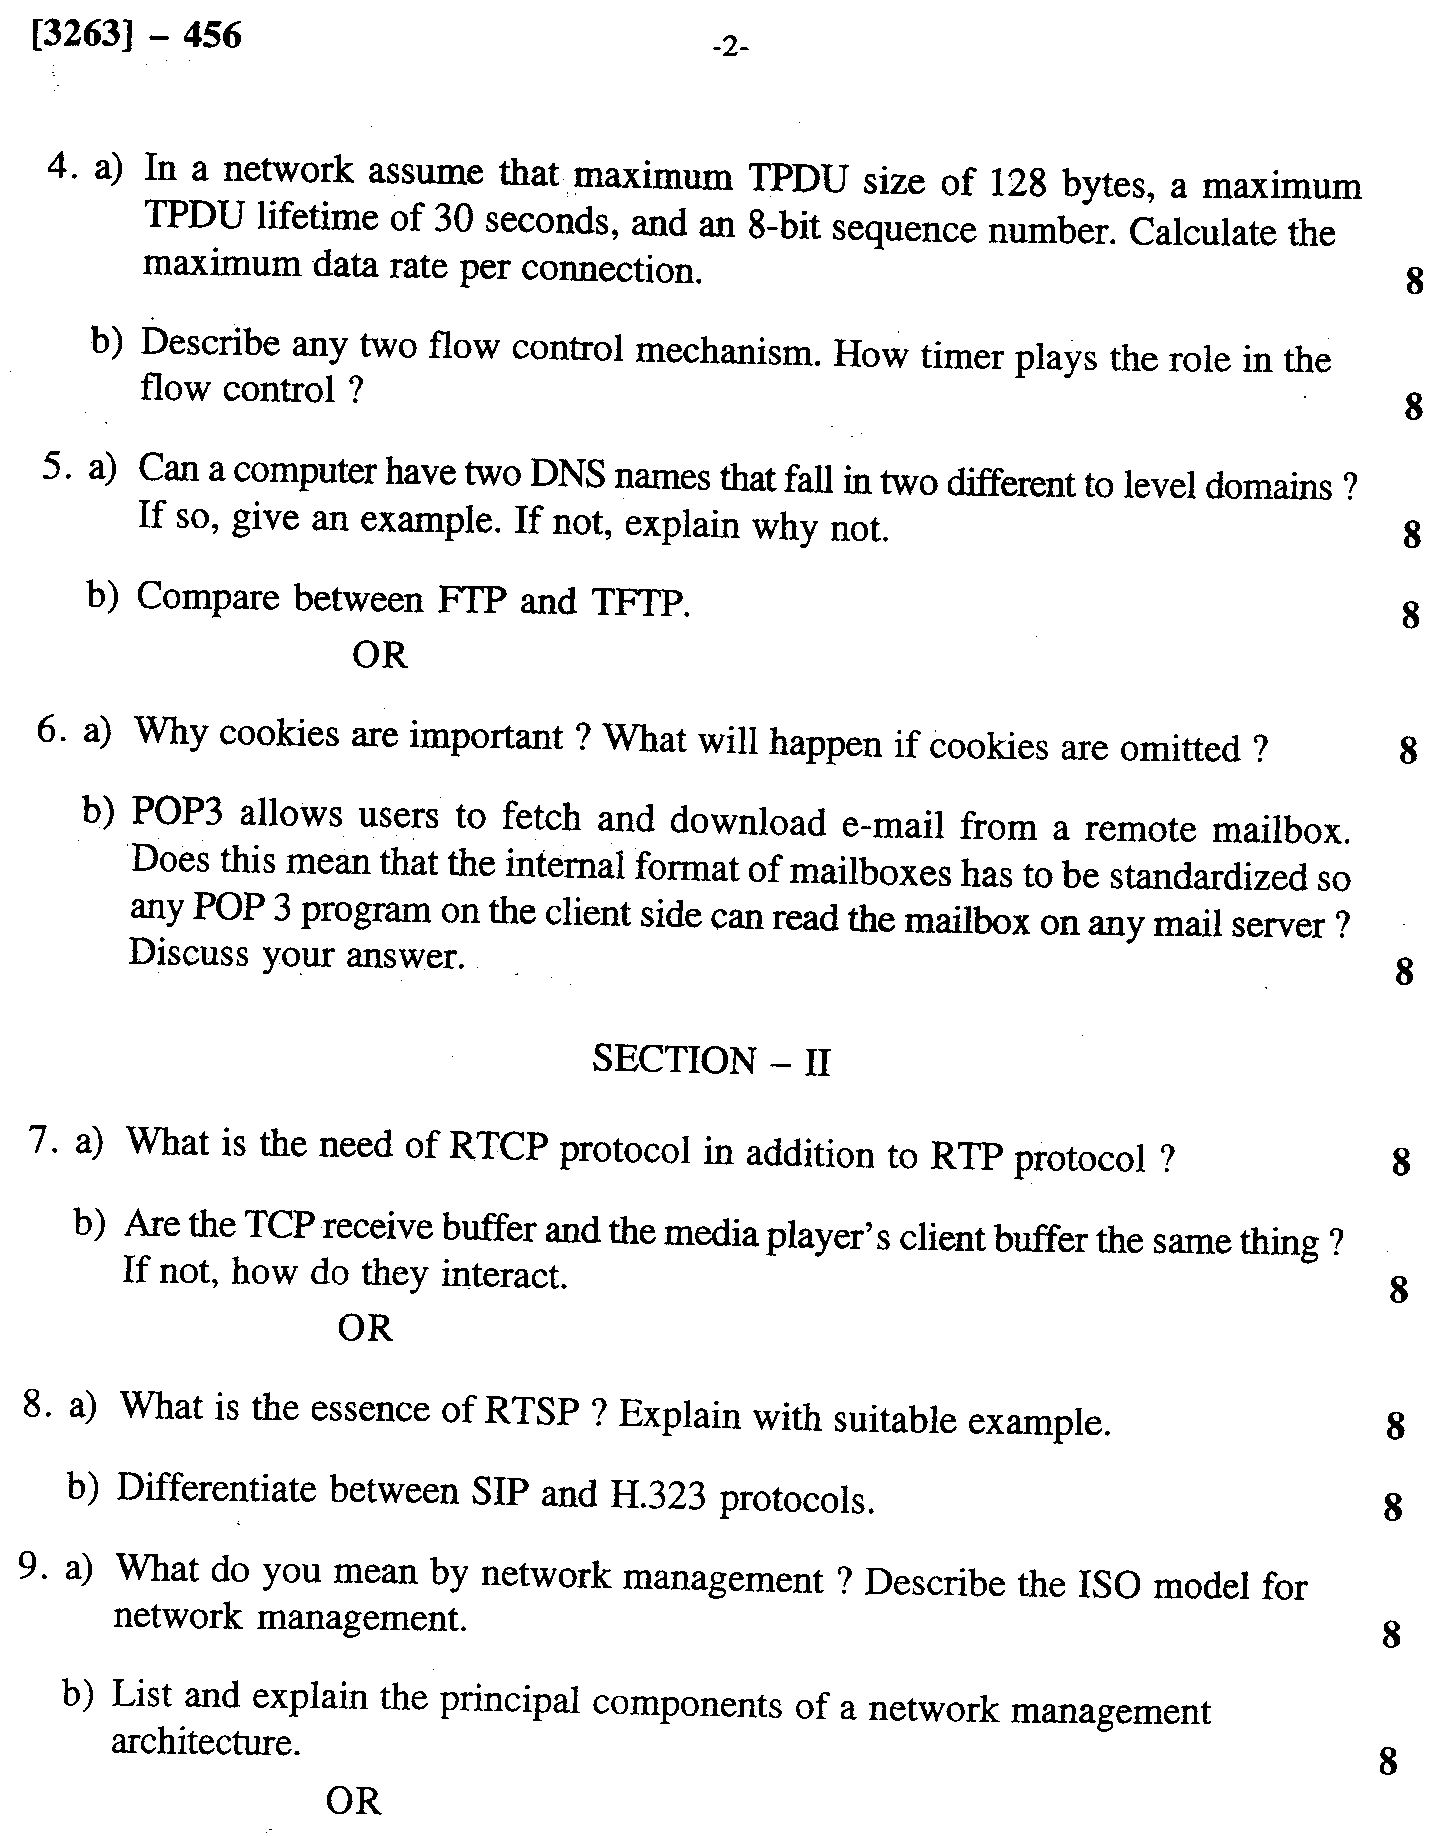 [3263] – 456
-2-
4. a) In a network assume that maximum TPDU size of 128 bytes, a maximum
TPDU lifetime of 30 seconds, and an 8-bit sequence number. Calculate the
maximum data rate per connection. 8
b) Describe any two flow control mechanism. How timer plays the role in the
flow control ? 8
5. a) Can a computer have two DNS names that fall in two different to level domains ?
If so, give an example. If not, explain why not. 8
b) Compare between FTP and TFTP. 8
OR
6. a) Why cookies are important ? What will happen if cookies are omitted ? 8
b) POP3 allows users to fetch and download e-mail from a remote mailbox.
Does this mean that the internal format of mailboxes has to be standardized so
any POP 3 program on the client side can read the mailbox on any mail server ?
Discuss your answer. 8
SECTION – II
7. a) What is the need of RTCP protocol in addition to RTP protocol ? 8
b) Are the TCP receive buffer and the media player's client buffer the same thing ?
If not, how do they interact. 8
OR
8. a) What is the essence of RTSP ? Explain with suitable example. 8
b) Differentiate between SIP and H.323 protocols. 8
9. a) What do you mean by network management ? Describe the ISO model for
network management. 8
b) List and explain the principal components of a network management
architecture. 8
OR